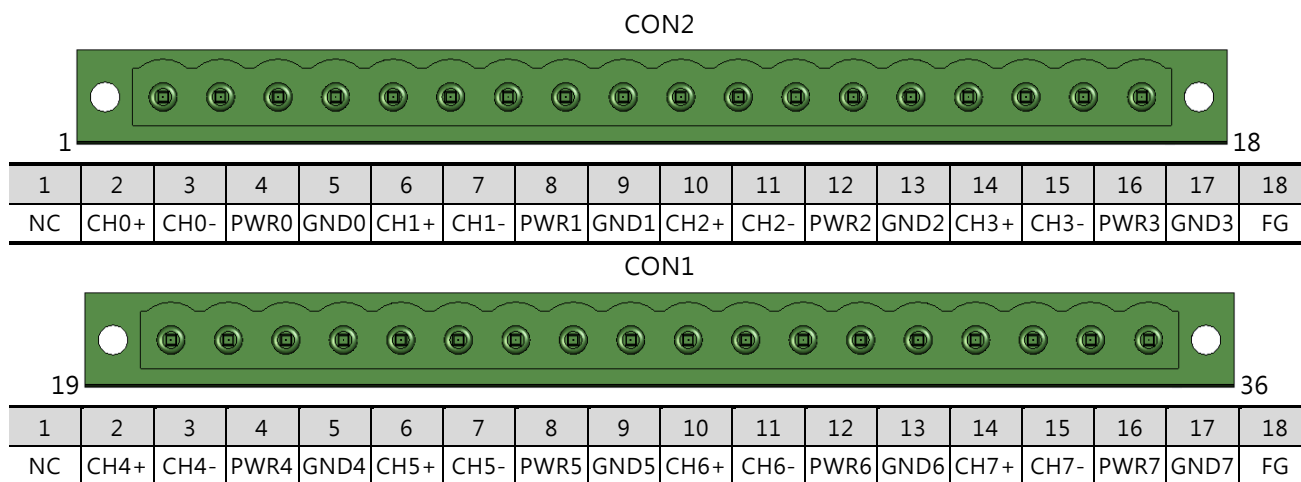 CON2
1 18
1 2 3 4 5 6 7 8 9 10 11 12 13 14 15 16 17 18
NC CH0+ CH0- PWR0 GND0 CH1+ CH1- PWR1 GND1 CH2+ CH2- PWR2 GND2 CH3+ CH3- PWR3 GND3 FG
CON1
19 36
1 2 3 4 5 6 7 8 9 10 11 12 13 14 15 16 17 18
NC CH4+ CH4- PWR4 GND4 CH5+ CH5- PWR5 GND5 CH6+ CH6- PWR6 GND6 CH7+ CH7- PWR7 GND7 FG